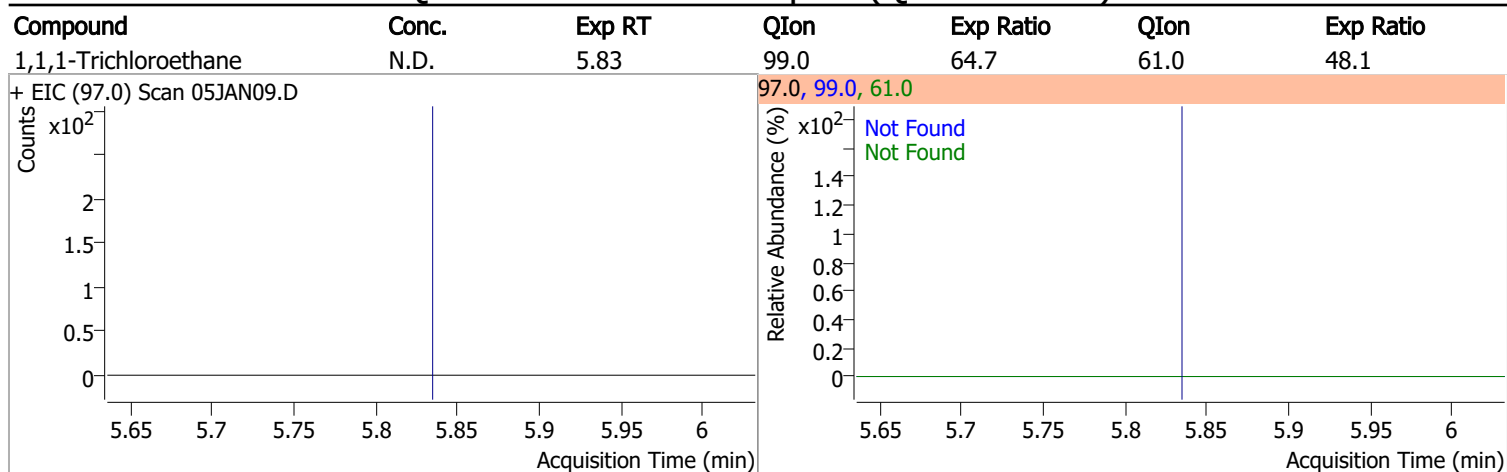 Compound Conc. Exp RT QIon Exp Ratio QIon Exp Ratio
1,1,1-Trichloroethane N.D. 5.83 99.0 64.7 61.0 48.1
+ EIC (97.0) Scan 05JAN09.D
Counts
x10²
2
1.5
1
0.5
0
5.65 5.7 5.75 5.8 5.85 5.9 5.95 6
Acquisition Time (min)
97.0, 99.0, 61.0
Relative Abundance (%)
x10²
Not Found
Not Found
1.4
1.2
1
0.8
0.6
0.4
0.2
0
5.65 5.7 5.75 5.8 5.85 5.9 5.95 6
Acquisition Time (min)